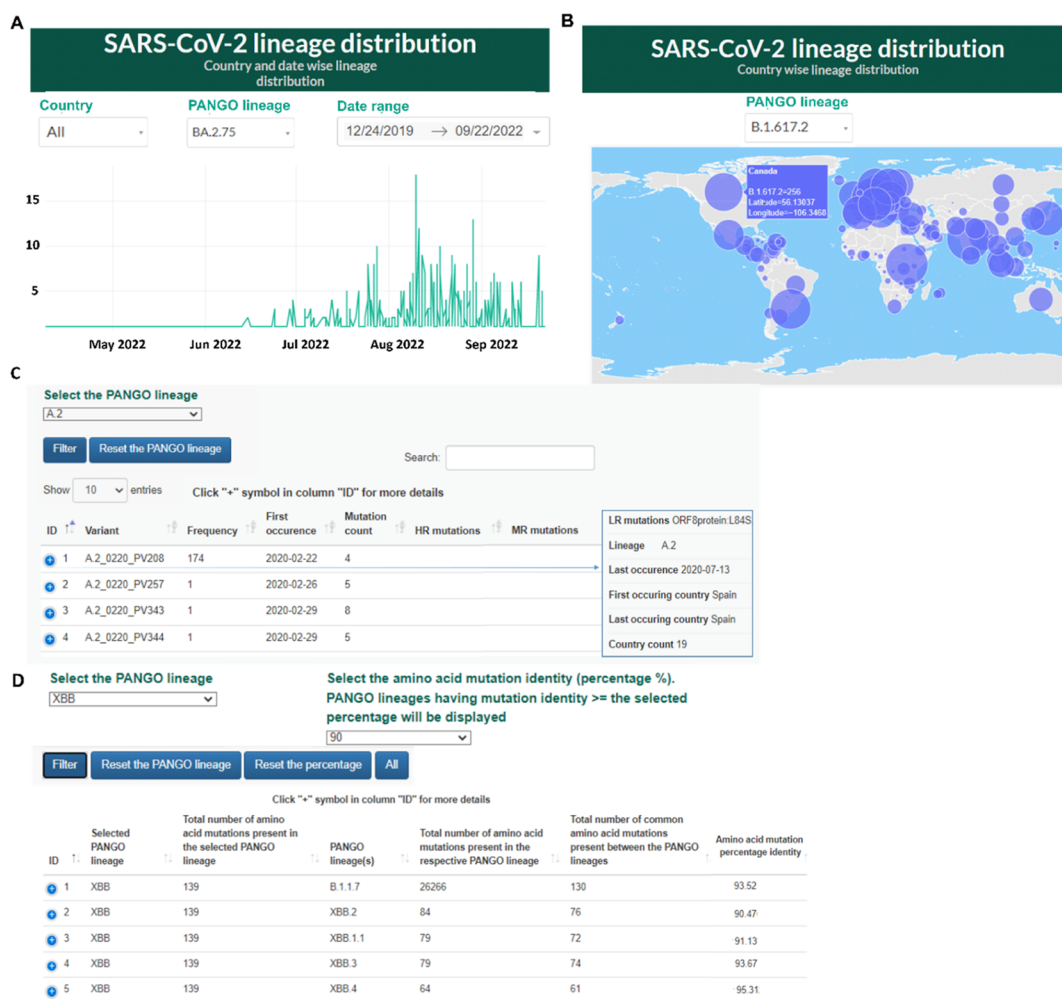 A
SARS-CoV-2 lineage distribution
Country and date wise lineage
distribution
Country
PANGO lineage
Date range
All
BA.2.75
12/24/2019 → 09/22/2022
15
10
5
May 2022
Jun 2022
Jul 2022
Aug 2022
Sep 2022
B
SARS-CoV-2 lineage distribution
Country wise lineage distribution
PANGO lineage
B.1.617.2
Canada
B.1.617.2=256
Latitude=56.13037
Longitude=-106.3468
C
Select the PANGO lineage
A.2
Filter
Reset the PANGO lineage
Search:
Show 10 entries
Click "+" symbol in column "ID" for more details
ID
Variant
Frequency
First
occurence
Mutation
count
HR mutations
MR mutations
1 A.2_0220_PV208 174 2020-02-22 4
2 A.2_0220_PV257 1 2020-02-26 5
3 A.2_0220_PV343 1 2020-02-29 8
4 A.2_0220_PV344 1 2020-02-29 5
LR mutations ORF8protein:L84S
Lineage A.2
Last occurence 2020-07-13
First occuring country Spain
Last occuring country Spain
Country count 19
D
Select the PANGO lineage
XBB
Select the amino acid mutation identity (percentage %).
PANGO lineages having mutation identity >= the selected
percentage will be displayed
90
Filter
Reset the PANGO lineage
Reset the percentage
All
Click "+" symbol in column "ID" for more details
ID
Selected
PANGO
lineage
Total number of amino
acid mutations present in
the selected PANGO
lineage
PANGO
lineage(s)
Total number of amino acid
mutations present in the
respective PANGO lineage
Total number of common
amino acid mutations
present between the PANGO
lineages
Amino acid mutation
percentage identity
1 XBB 139 B.1.1.7 26266 130 93.52
2 XBB 139 XBB.2 84 76 90.47
3 XBB 139 XBB.1.1 79 72 91.13
4 XBB 139 XBB.3 79 74 93.67
5 XBB 139 XBB.4 64 61 95.31